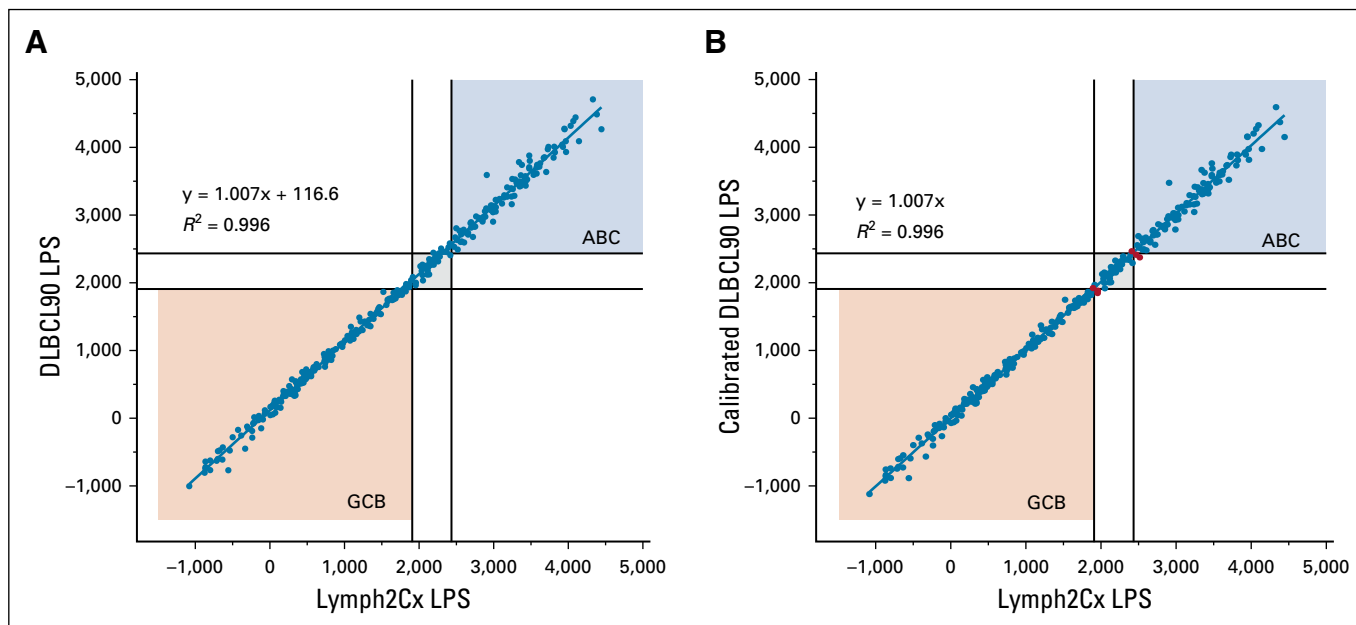 A
DLBCL90 LPS
5,000
4,000
3,000
2,000
1,000
0
−1,000
y = 1.007x + 116.6
R² = 0.996
ABC
GCB
−1,000 0 1,000 2,000 3,000 4,000 5,000
Lymph2Cx LPS
B
Calibrated DLBCL90 LPS
5,000
4,000
3,000
2,000
1,000
0
−1,000
y = 1.007x
R² = 0.996
ABC
GCB
−1,000 0 1,000 2,000 3,000 4,000 5,000
Lymph2Cx LPS